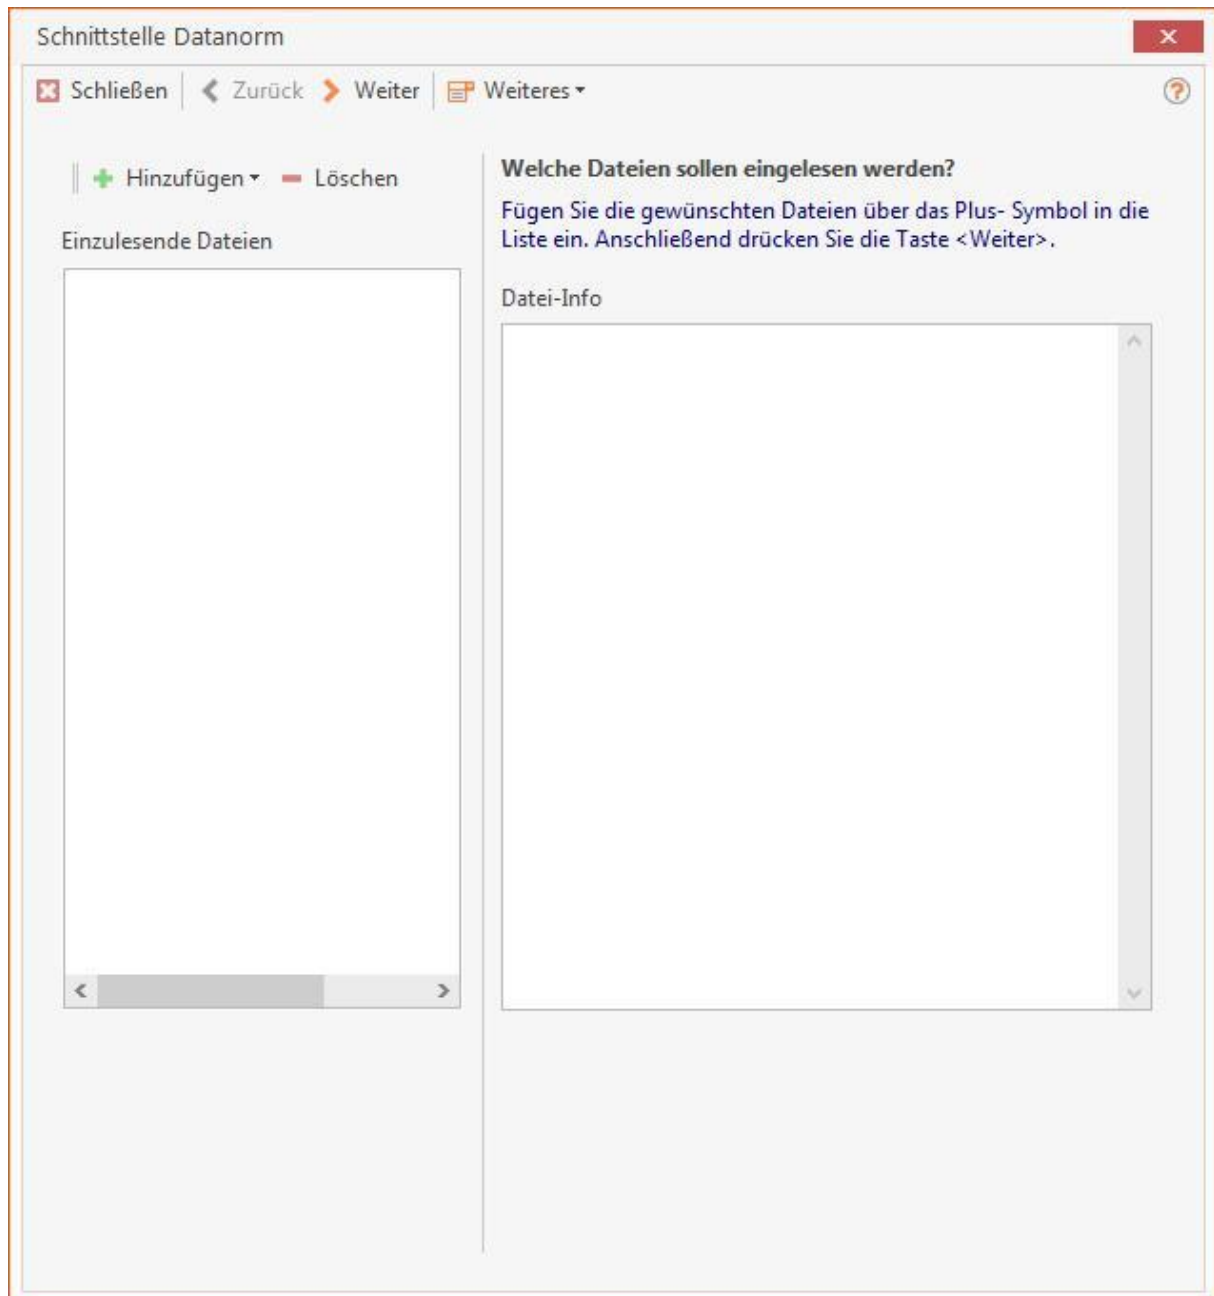 Schnittstelle Datanorm
Schließen Zurück Weiter Weiteres
Hinzufügen Löschen
Einzulesende Dateien
Welche Dateien sollen eingelesen werden?
Fügen Sie die gewünschten Dateien über das Plus- Symbol in die
Liste ein. Anschließend drücken Sie die Taste <Weiter>.
Datei-Info